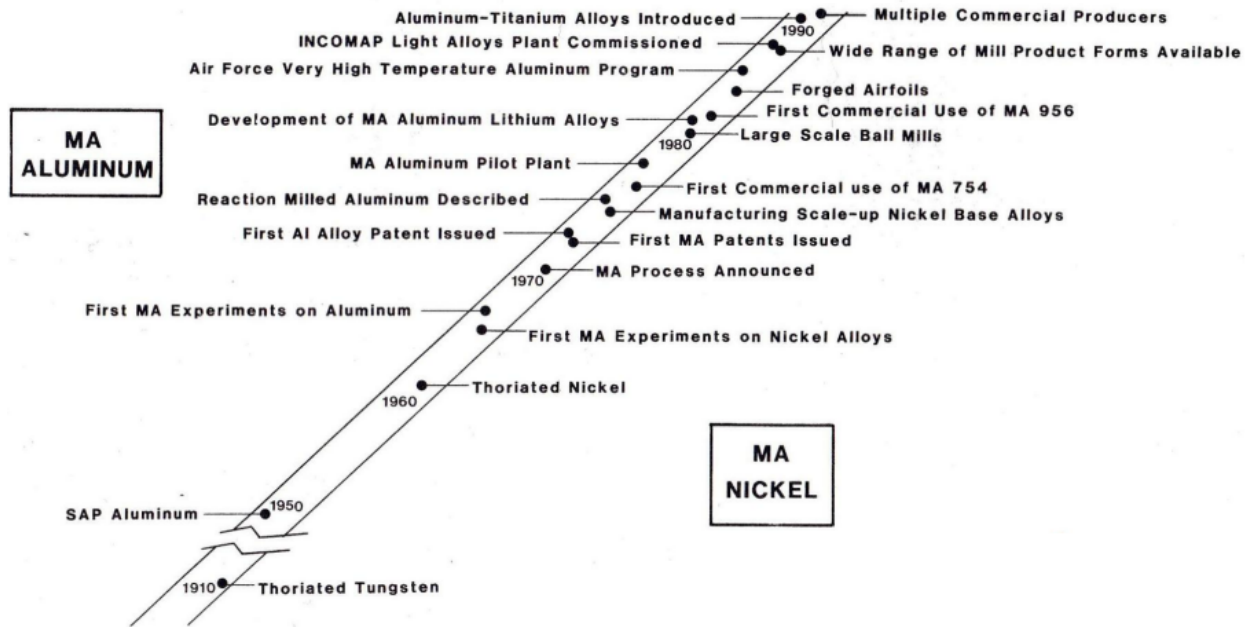 Aluminum-Titanium Alloys Introduced
Multiple Commercial Producers
1990
INCOMAP Light Alloys Plant Commissioned
Wide Range of Mill Product Forms Available
Air Force Very High Temperature Aluminum Program
Forged Airfoils
First Commercial Use of MA 956
Development of MA Aluminum Lithium Alloys
Large Scale Ball Mills
1980
MA
ALUMINUM
MA Aluminum Pilot Plant
First Commercial use of MA 754
Reaction Milled Aluminum Described
Manufacturing Scale-up Nickel Base Alloys
First Al Alloy Patent Issued
First MA Patents Issued
MA Process Announced
1970
First MA Experiments on Aluminum
First MA Experiments on Nickel Alloys
Thoriated Nickel
1960
MA
NICKEL
1950
SAP Aluminum
1910
Thoriated Tungsten